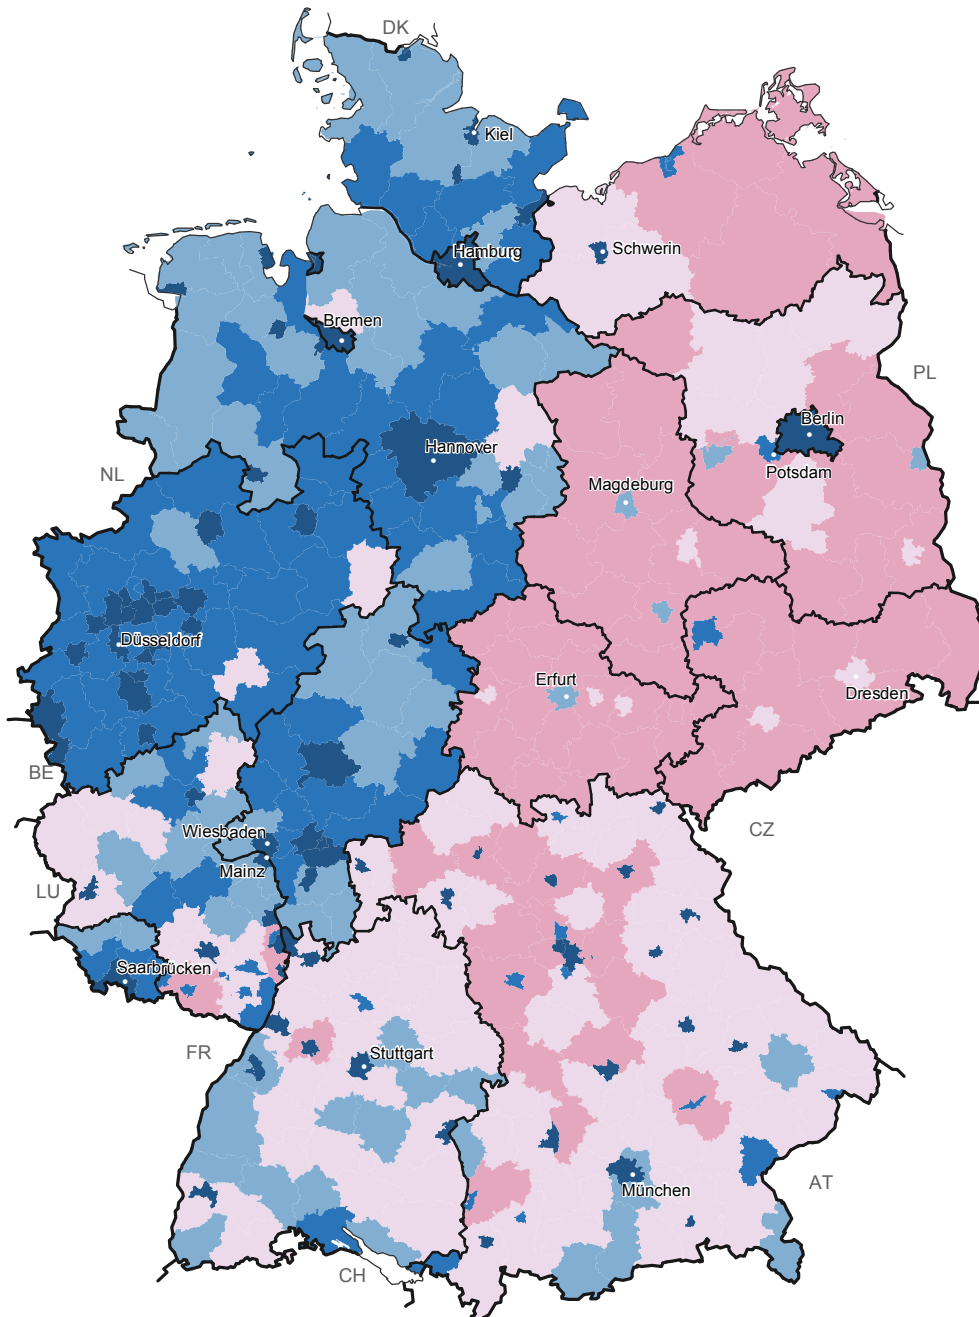 DK
Kiel
Schwerin
Hamburg
Bremen
PL
Berlin
Hannover
Potsdam
NL
Magdeburg
Düsseldorf
Erfurt
Dresden
BE
CZ
Wiesbaden
Mainz
LU
Saarbrücken
FR
Stuttgart
AT
München
CH